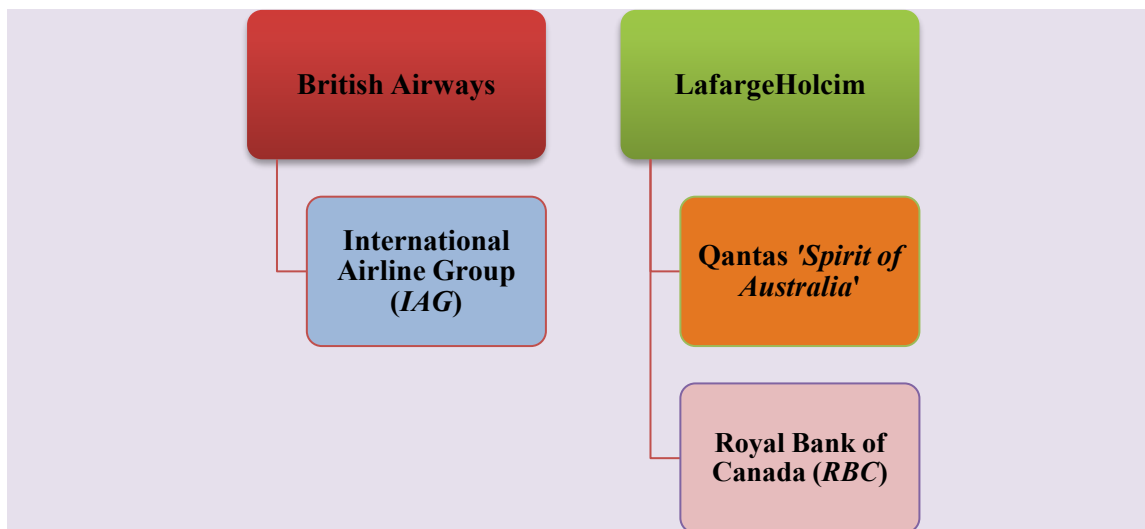 British Airways
LafargeHolcim
International
Airline Group
(IAG)
Qantas 'Spirit of
Australia'
Royal Bank of
Canada (RBC)